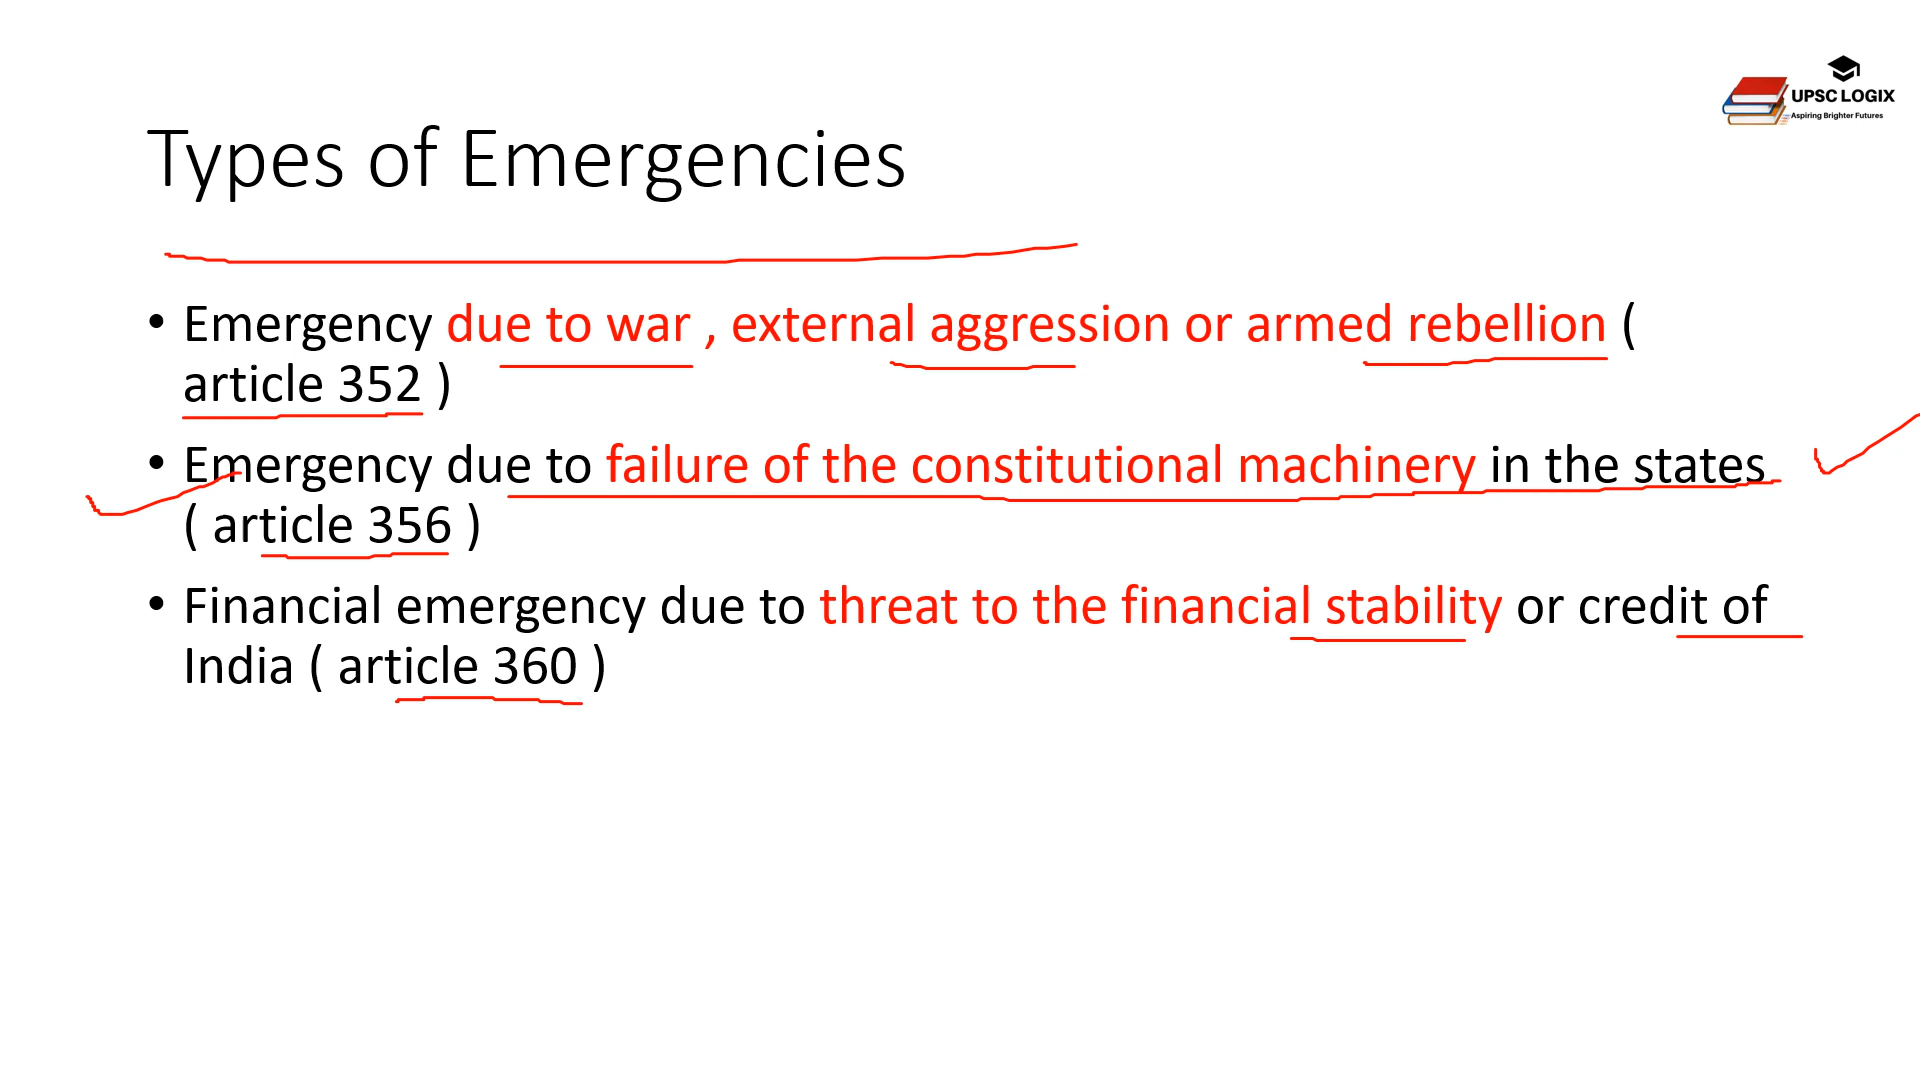 UPSC LOGIX
Aspiring Brighter Futures
Types of Emergencies
• Emergency due to war , external aggression or armed rebellion (
article 352 )
• Emergency due to failure of the constitutional machinery in the states
( article 356 )
• Financial emergency due to threat to the financial stability or credit of
India ( article 360 )